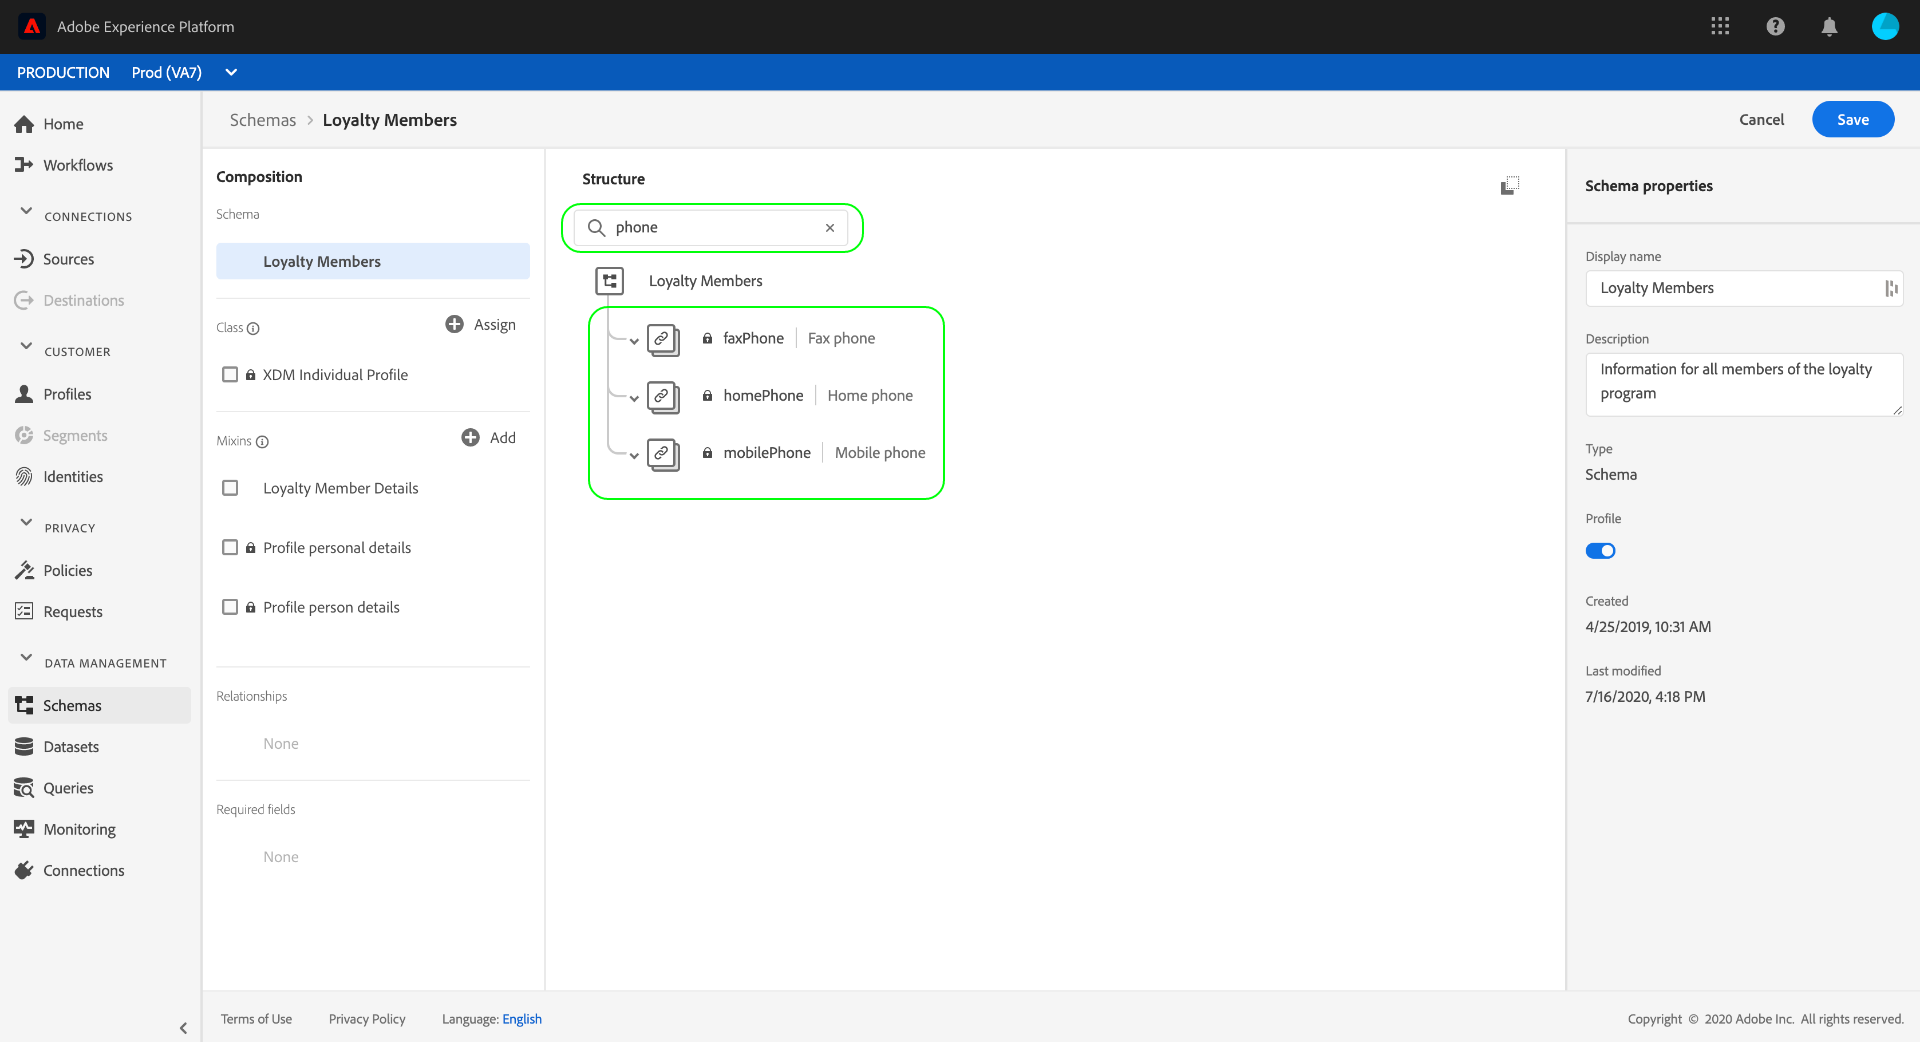 Adobe Experience Platform
PRODUCTION Prod (VA7)
Home
Workflows
CONNECTIONS
Sources
Destinations
CUSTOMER
Profiles
Segments
Identities
PRIVACY
Policies
Requests
DATA MANAGEMENT
Schemas
Datasets
Queries
Monitoring
Connections
Schemas > Loyalty Members
Cancel
Save
Composition
Schema
Loyalty Members
Class
Assign
XDM Individual Profile
Mixins
Add
Loyalty Member Details
Profile personal details
Profile person details
Relationships
None
Required fields
None
Structure
phone
Loyalty Members
faxPhone Fax phone
homePhone Home phone
mobilePhone Mobile phone
Schema properties
Display name
Loyalty Members
Description
Information for all members of the loyalty
program
Type
Schema
Profile
Created
4/25/2019, 10:31 AM
Last modified
7/16/2020, 4:18 PM
Terms of Use Privacy Policy Language: English
Copyright © 2020 Adobe Inc. All rights reserved.